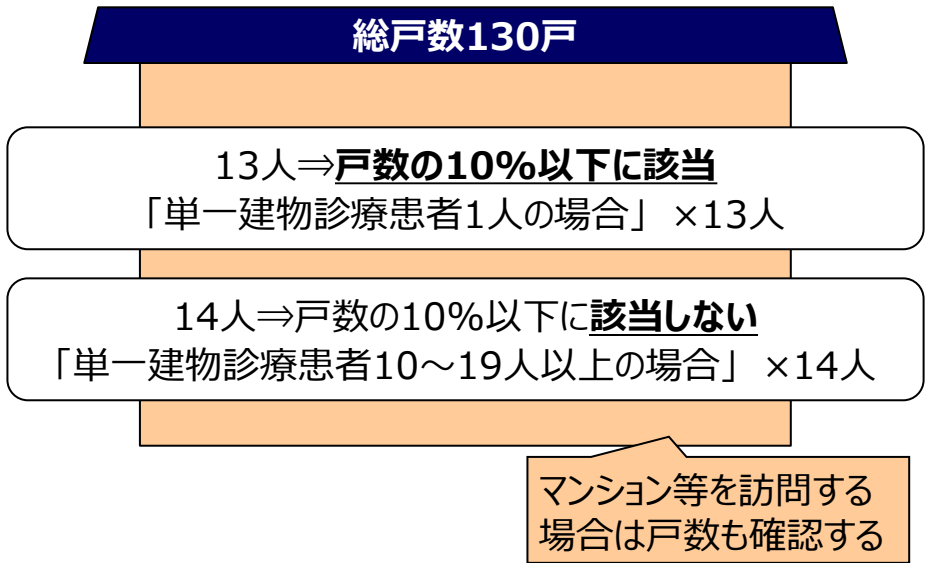 総戸数130戸
13人⇒戸数の10%以下に該当
「単一建物診療患者1人の場合」×13人
14人⇒戸数の10%以下に該当しない
「単一建物診療患者10～19人以上の場合」×14人
マンション等を訪問する
場合は戸数も確認する